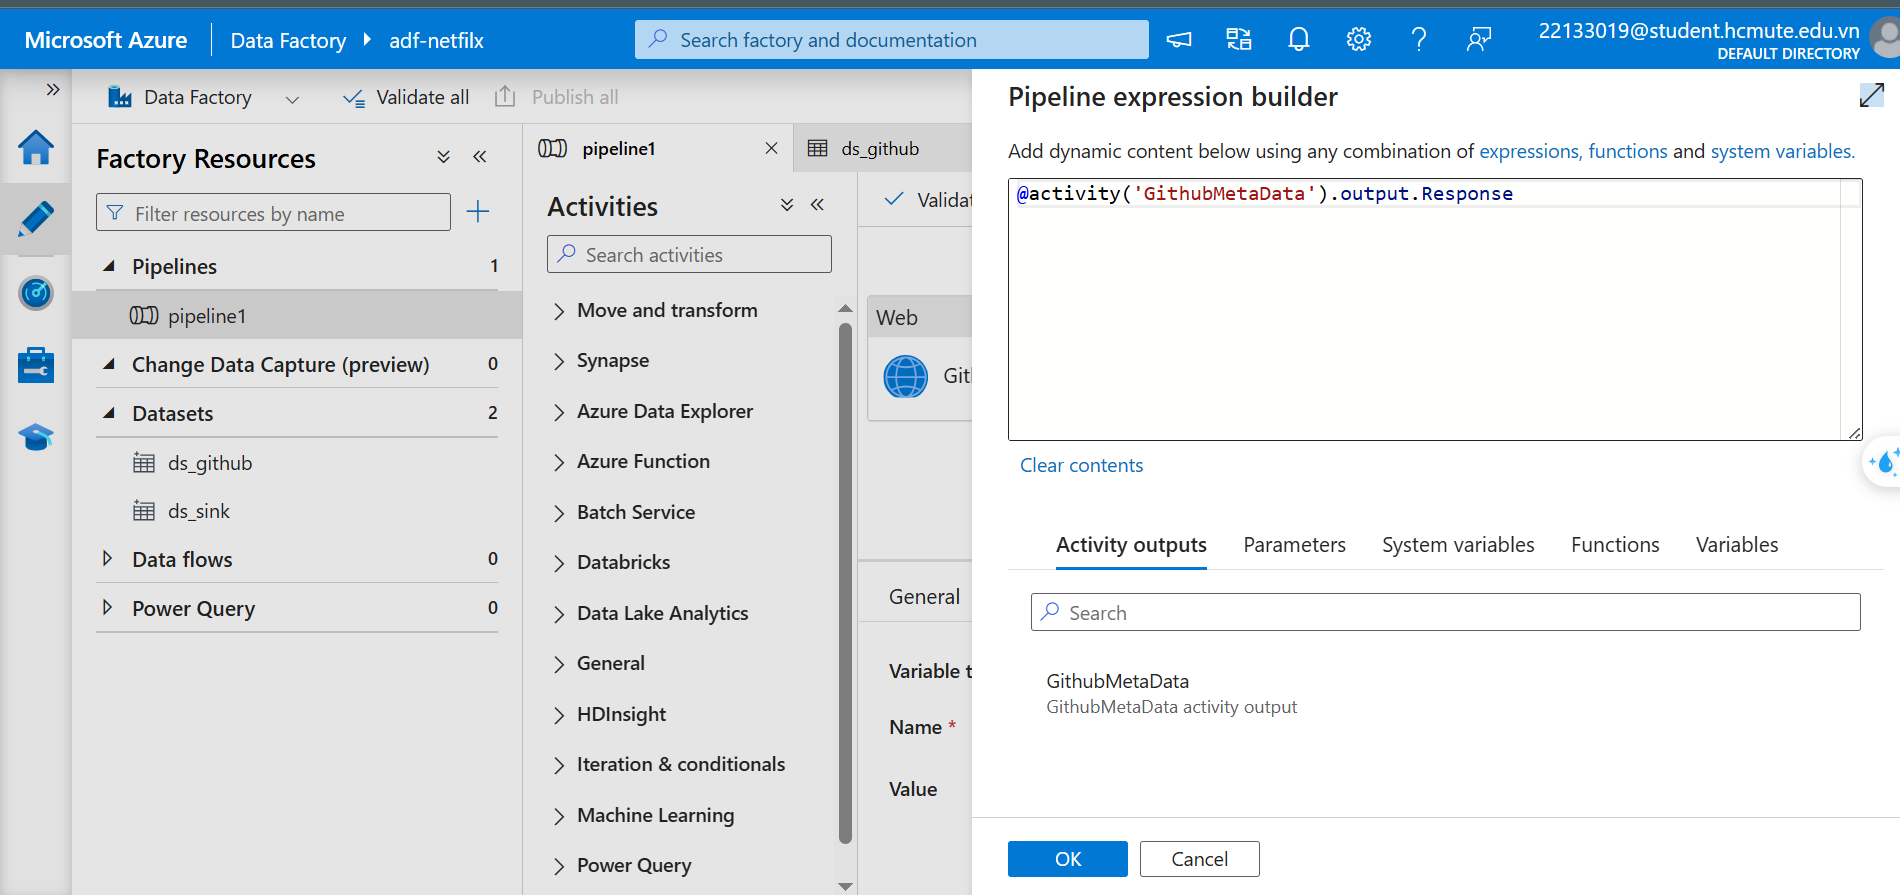 Microsoft Azure Data Factory adf-netfilx
Search factory and documentation
22133019@student.hcmute.edu.vn
DEFAULT DIRECTORY
Data Factory
Validate all
Publish all
Factory Resources
Filter resources by name
Pipelines 1
pipeline1
Change Data Capture (preview) 0
Datasets 2
ds_github
ds_sink
Data flows 0
Power Query 0
pipeline1
ds_github
Activities
Search activities
Move and transform
Synapse
Azure Data Explorer
Azure Function
Batch Service
Databricks
Data Lake Analytics
General
HDInsight
Iteration & conditionals
Machine Learning
Power Query
Validat
Web
Git
General
Variable t
Name *
Value
Pipeline expression builder
Add dynamic content below using any combination of expressions, functions and system variables.
@activity('GithubMetaData').output.Response
Clear contents
Activity outputs Parameters System variables Functions Variables
Search
GithubMetaData
GithubMetaData activity output
OK Cancel